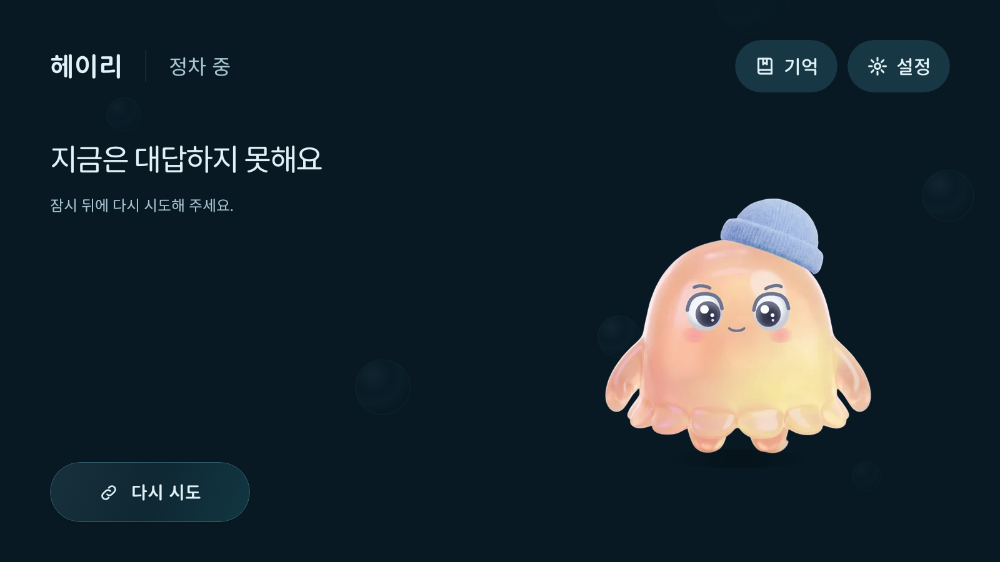 헤이리
정차 중
기억
설정
지금은 대답하지 못해요
잠시 뒤에 다시 시도해 주세요.
다시 시도